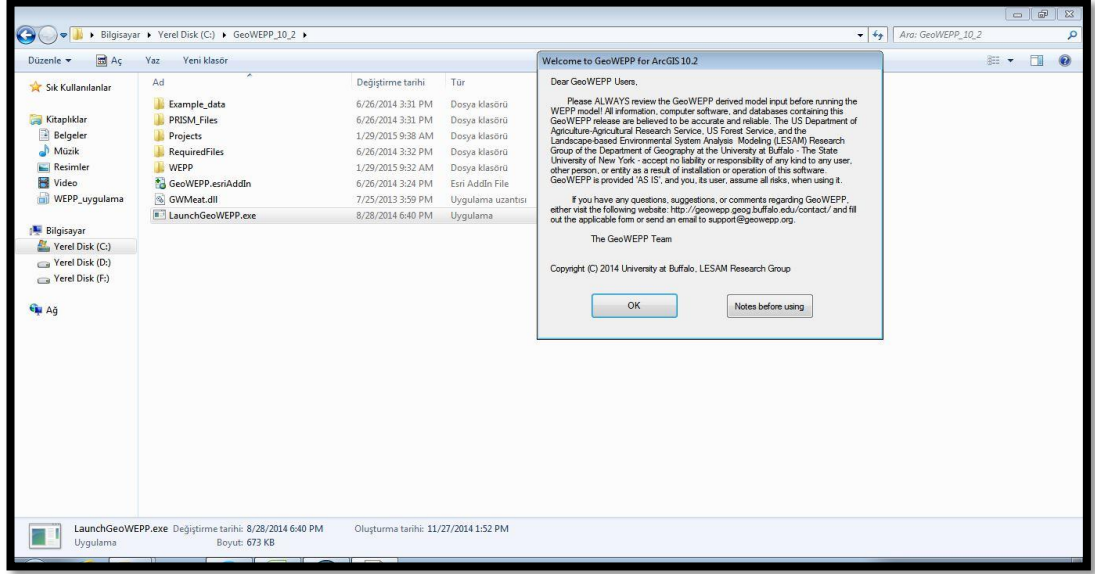 Bilgisayar ▸ Yerel Disk (C:) ▸ GeoWEPP_10_2 ▸
Ara: GeoWEPP_10_2
Düzenle
Aç
Yaz
Yeni klasör
Sık Kullanılanlar
Kitaplıklar
Belgeler
Müzik
Resimler
Video
WEPP_uygulama
Bilgisayar
Yerel Disk (C:)
Yerel Disk (D:)
Yerel Disk (F:)
Ağ
Ad Değiştirme tarihi Tür
Example_data 6/26/2014 3:31 PM Dosya klasörü
PRISM_Files 6/26/2014 3:31 PM Dosya klasörü
Projects 1/29/2015 9:38 AM Dosya klasörü
RequiredFiles 6/26/2014 3:32 PM Dosya klasörü
WEPP 1/29/2015 9:32 AM Dosya klasörü
GeoWEPP.esriAddIn 6/26/2014 3:24 PM Esri AddIn File
GWMeat.dll 7/25/2013 3:59 PM Uygulama uzantısı
LaunchGeoWEPP.exe 8/28/2014 6:40 PM Uygulama
Welcome to GeoWEPP for ArcGIS 10.2
Dear GeoWEPP Users,
Please ALWAYS review the GeoWEPP derived model input before running the
WEPP model! All information, computer software, and databases containing this
GeoWEPP release are believed to be accurate and reliable. The US Department of
Agriculture-Agricultural Research Service, US Forest Service, and the
Landscape-based Environmental System Analysis Modeling (LESAM) Research
Group of the Department of Geography at the University at Buffalo - The State
University of New York - accept no liability or responsibility of any kind to any user,
other person, or entity as a result of installation or operation of this software.
GeoWEPP is provided 'AS IS', and you, its user, assume all risks, when using it.
If you have any questions, suggestions, or comments regarding GeoWEPP,
either visit the following website: http://geowepp.geog.buffalo.edu/contact/ and fill
out the applicable form or send an email to support@geowepp.org.
The GeoWEPP Team
Copyright (C) 2014 University at Buffalo, LESAM Research Group
OK
Notes before using
LaunchGeoWEPP.exe Değiştirme tarihi: 8/28/2014 6:40 PM Oluşturma tarihi: 11/27/2014 1:52 PM
Uygulama Boyut: 673 KB